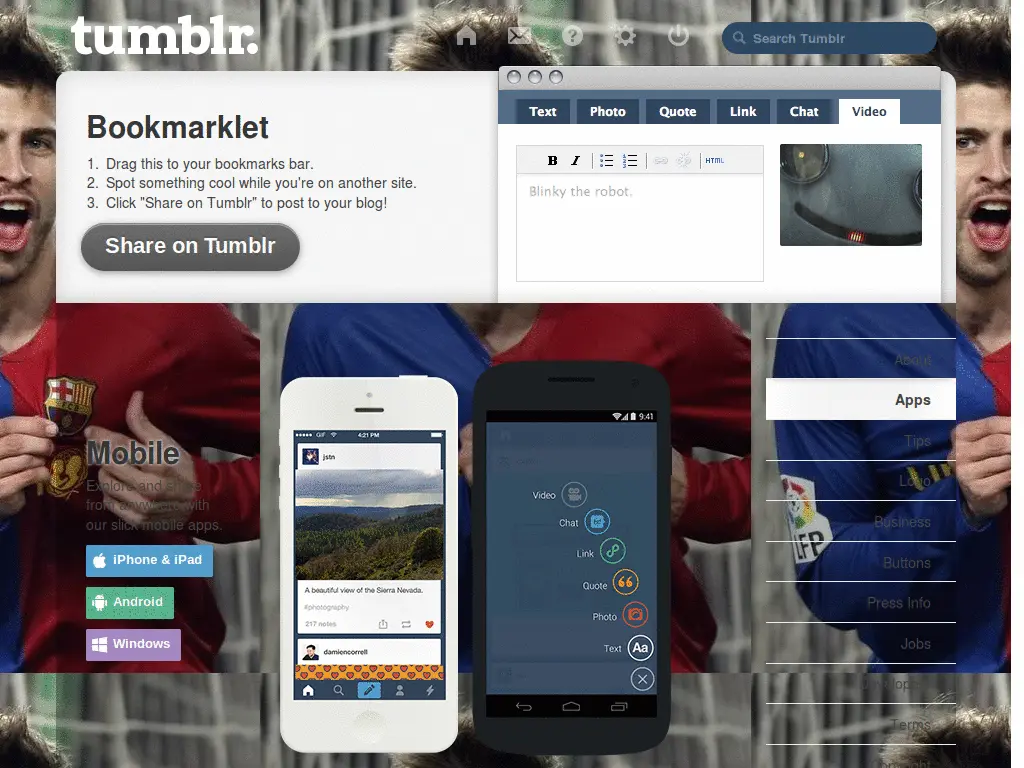 tumblr.
Search Tumblr
Bookmarklet
1. Drag this to your bookmarks bar.
2. Spot something cool while you're on another site.
3. Click "Share on Tumblr" to post to your blog!
Share on Tumblr
Text Photo Quote Link Chat Video
B I HTML
Blinky the robot.
Mobile
Explore and share
from anywhere with
our slick mobile apps.
iPhone & iPad
Android
Windows
GIF 4:21 PM
jstn
A beautiful view of the Sierra Nevada.
#photography
217 notes
damiencorrell
9:41
Video
Chat
Link
Quote
Photo
Text Aa
LFP
About
Apps
Tips
Logo
Business
Buttons
Press Info
Jobs
Developers
Terms
Copyright